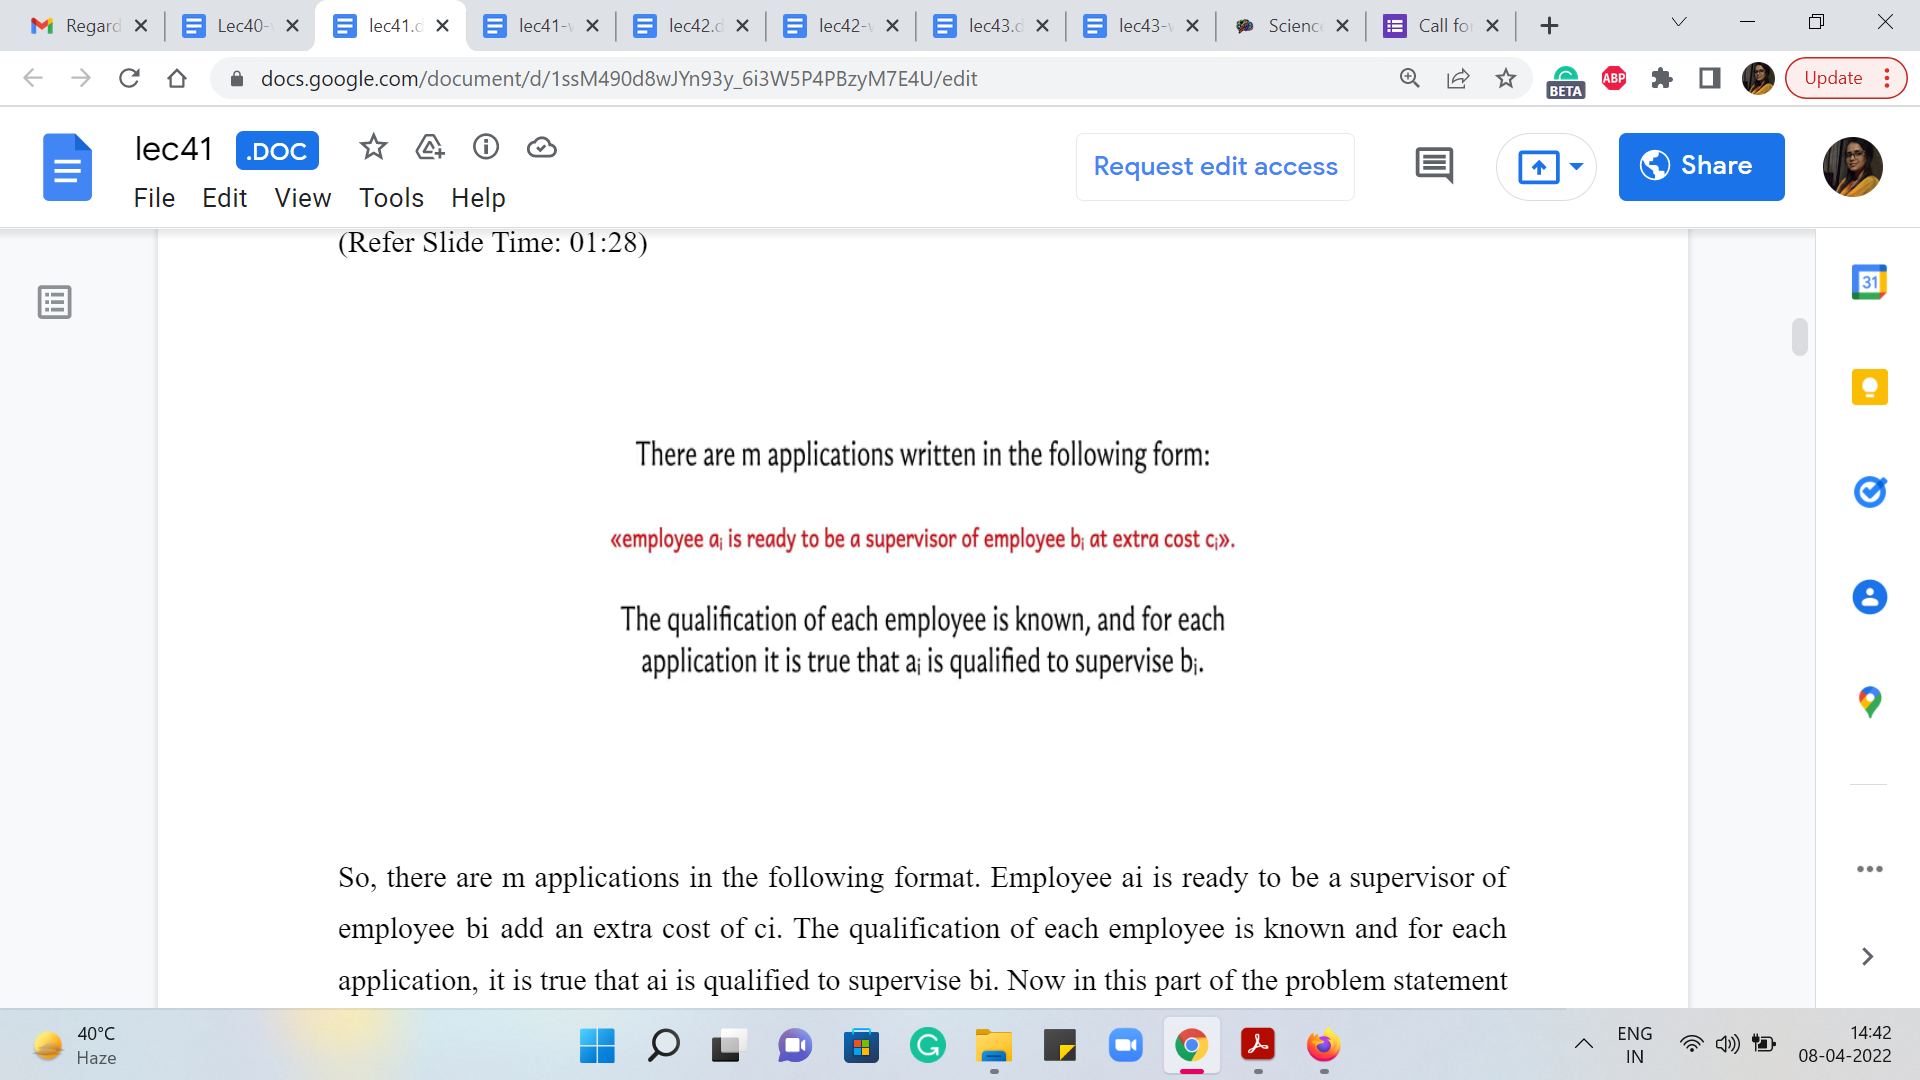 Regard
Lec40-
lec41.d
lec41-
lec42.d
lec42-
lec43.d
lec43-
Science
Call fo
docs.google.com/document/d/1ssM490d8wJYn93y_6i3W5P4PBzyM7E4U/edit
BETA
ABP
Update
lec41
.DOC
Request edit access
Share
File Edit View Tools Help
31
(Refer Slide Time: 01:28)
There are m applications written in the following form:
«employee ai is ready to be a supervisor of employee bi at extra cost ci».
The qualification of each employee is known, and for each
application it is true that ai is qualified to supervise bi.
So, there are m applications in the following format. Employee ai is ready to be a supervisor of
employee bi add an extra cost of ci. The qualification of each employee is known and for each
application, it is true that ai is qualified to supervise bi. Now in this part of the problem statement
40°C
Haze
ENG
IN
14:42
08-04-2022